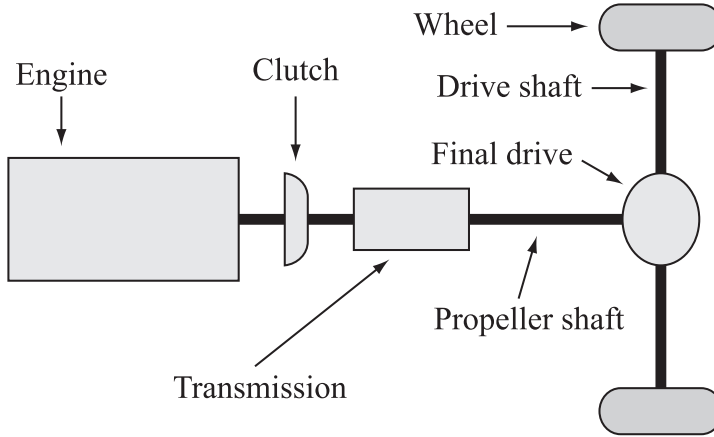 Wheel
Engine
Clutch
Drive shaft
Final drive
Propeller shaft
Transmission